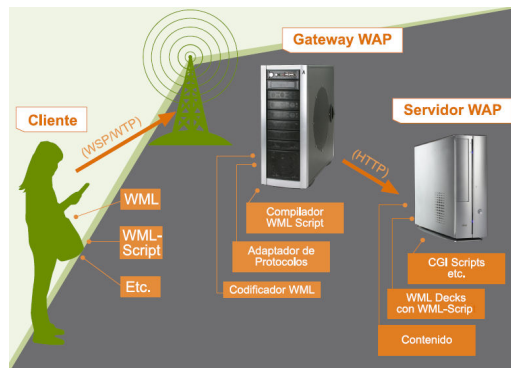 Gateway WAP
Cliente
(WSP/WTP)
Servidor WAP
(HTTP)
WML
WML-
Script
Etc.
Compilador
WML Script
Adaptador de
Protocolos
Codificador WML
CGI Scripts
etc.
WML Decks
con WML-Scrip
Contenido